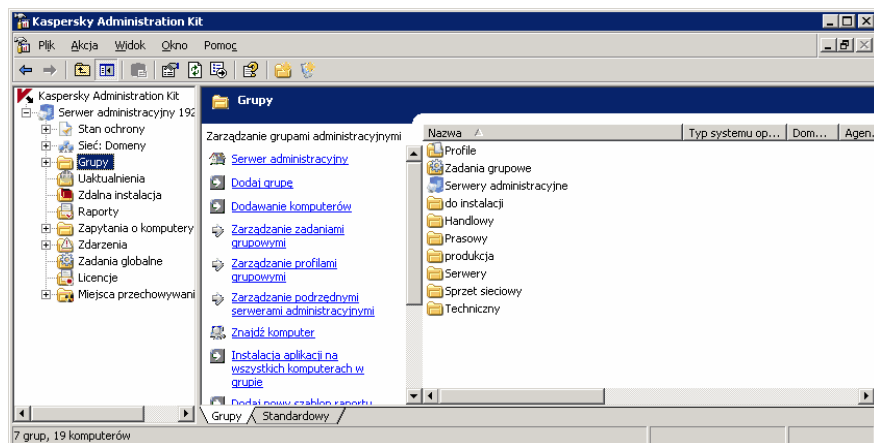 Kaspersky Administration Kit
Plik Akcja Widok Okno Pomoc
Kaspersky Administration Kit
Serwer administracyjny 192
Stan ochrony
Sieć: Domeny
Grupy
Uaktualnienia
Zdalna instalacja
Raporty
Zapytania o komputery
Zdarzenia
Zadania globalne
Licencje
Miejsca przechowywani
Grupy
Zarządzanie grupami administracyjnymi
Serwer administracyjny
Dodaj grupę
Dodawanie komputerów
Zarządzanie zadaniami
grupowymi
Zarządzanie profilami
grupowymi
Zarządzanie podrzędnymi
serwerami administracyjnymi
Znajdź komputer
Instalacja aplikacji na
wszystkich komputerach w
grupie
Dodaj nowy szablon raportu
Nazwa Typ systemu op... Dom... Agen.
Profile
Zadania grupowe
Serwery administracyjne
do instalacji
Handlowy
Prasowy
produkcja
Serwery
Sprzet sieciowy
Techniczny
Grupy Standardowy
7 grup, 19 komputerów